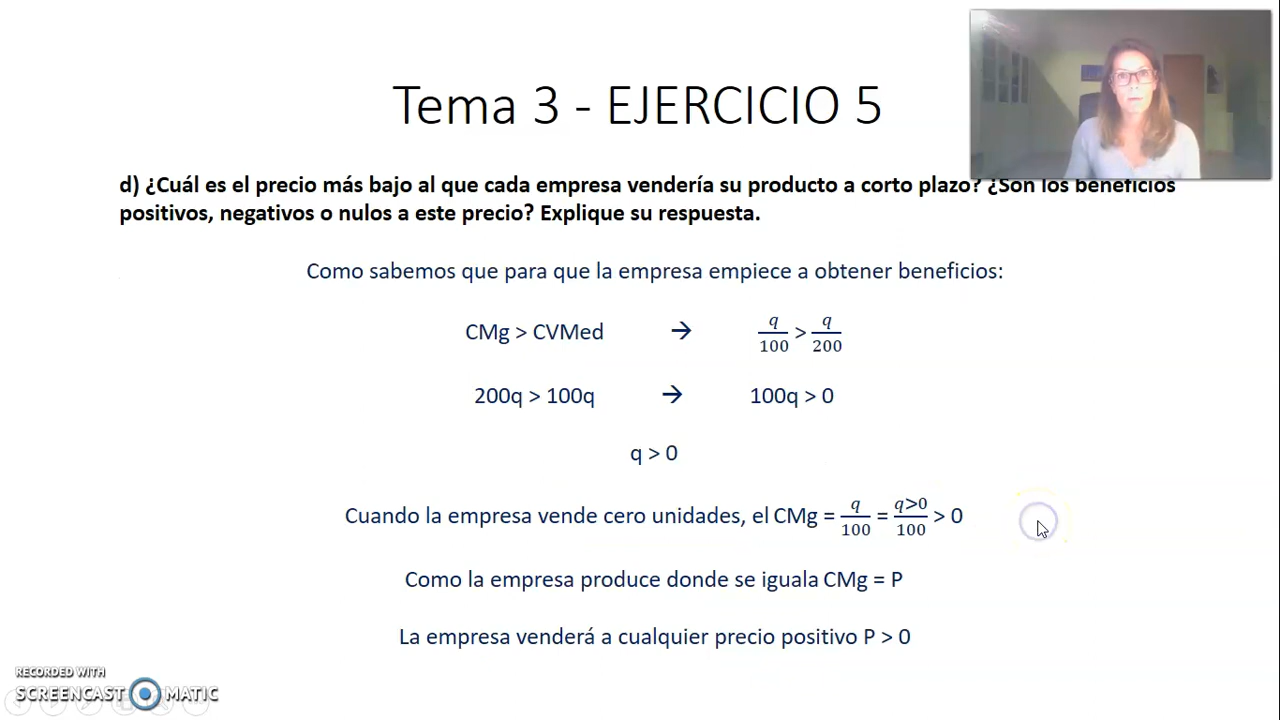 Tema 3 - EJERCICIO 5
d) ¿Cuál es el precio más bajo al que cada empresa vendería su producto a corto plazo? ¿Son los beneficios
positivos, negativos o nulos a este precio? Explique su respuesta.
Como sabemos que para que la empresa empiece a obtener beneficios:
CMg > CVMed → q/100 > q/200
200q > 100q → 100q > 0
q > 0
Cuando la empresa vende cero unidades, el CMg = q/100 = q>0/100 > 0
Como la empresa produce donde se iguala CMg = P
La empresa venderá a cualquier precio positivo P > 0
RECORDED WITH
SCREENCAST MATIC